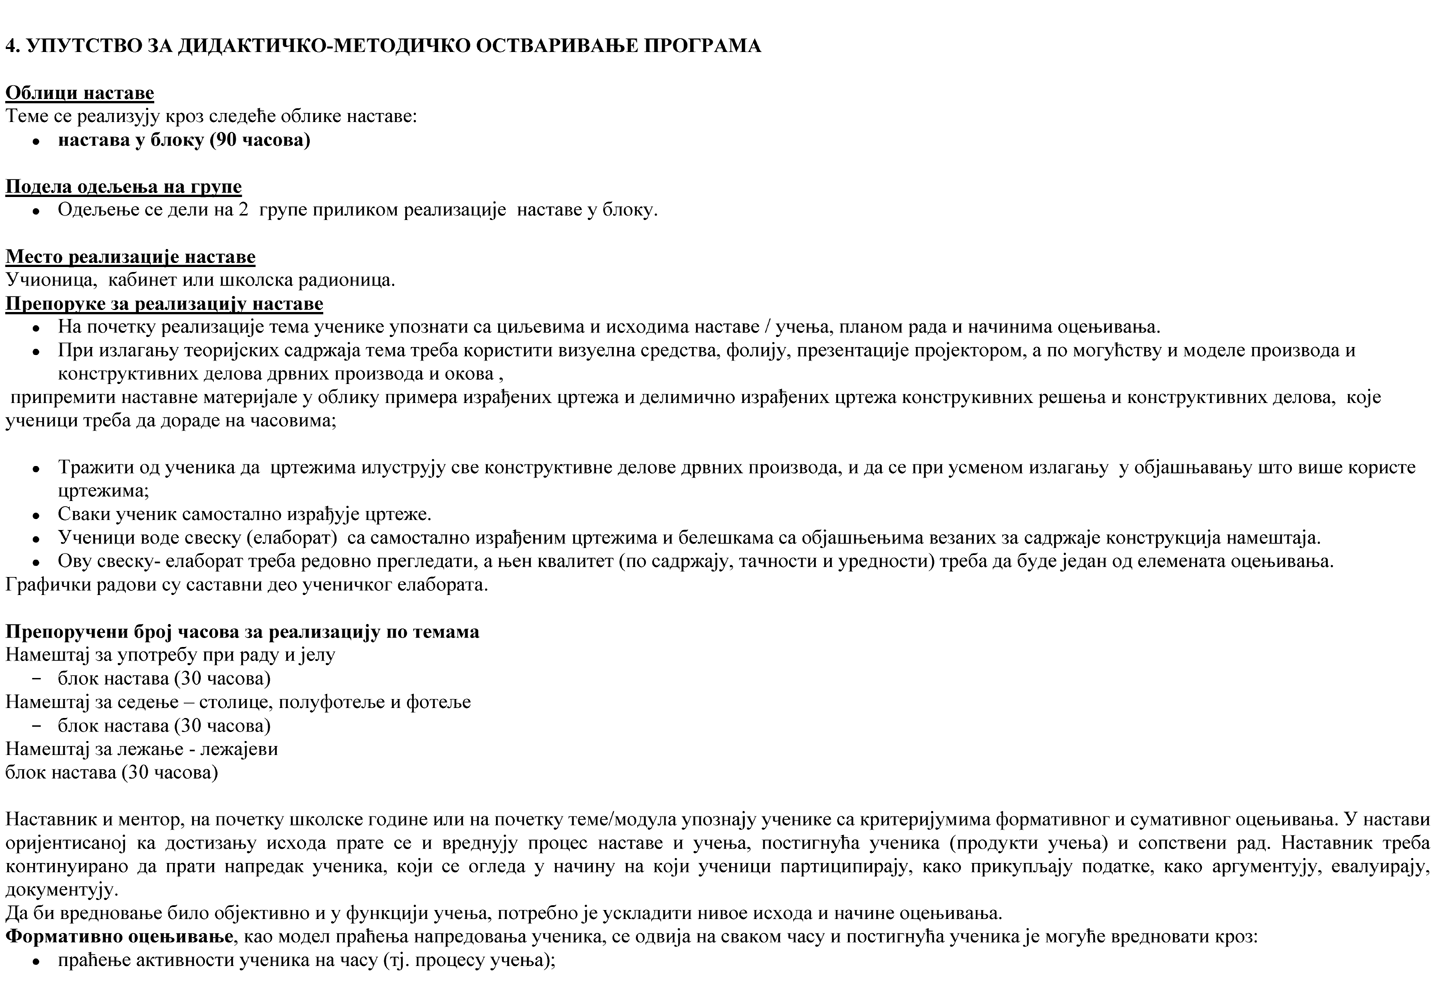 4. УПУТСТВО ЗА ДИДАКТИЧКО-МЕТОДИЧКО ОСТВАРИВАЊЕ ПРОГРАМА
Облици наставе
Теме се реализују кроз следеће облике наставе:
• настава у блоку (90 часова)
Подела одељења на групе
• Одељење се дели на 2 групе приликом реализације наставе у блоку.
Место реализације наставе
Учионица, кабинет или школска радионица.
Препоруке за реализацију наставе
• На почетку реализације тема ученике упознати са циљевима и исходима наставе / учења, планом рада и начинима оцењивања.
• При излагању теоријских садржаја тема треба користити визуелна средства, фолију, презентације пројектором, а по могућству и моделе производа и
конструктивних делова дрвних производа и окова ,
припремити наставне материјале у облику примера израђених цртежа и делимично израђених цртежа конструкивних решења и конструктивних делова, које
ученици треба да дораде на часовима;
• Тражити од ученика да цртежима илуструју све конструктивне делове дрвних производа, и да се при усменом излагању у објашњавању што више користе
цртежима;
• Сваки ученик самостално израђује цртеже.
• Ученици воде свеску (елаборат) са самостално израђеним цртежима и белешкама са објашњењима везаних за садржаје конструкција намештаја.
• Ову свеску- елаборат треба редовно прегледати, а њен квалитет (по садржају, тачности и уредности) треба да буде један од елемената оцењивања.
Графички радови су саставни део ученичког елабората.
Препоручени број часова за реализацију по темама
Намештај за употребу при раду и јелу
− блок настава (30 часова)
Намештај за седење – столице, полуфотеље и фотеље
− блок настава (30 часова)
Намештај за лежање - лежајеви
блок настава (30 часова)
Наставник и ментор, на почетку школске године или на почетку теме/модула упознају ученике са критеријумима формативног и сумативног оцењивања. У настави
оријентисаној ка достизању исхода прате се и вреднују процес наставе и учења, постигнућа ученика (продукти учења) и сопствени рад. Наставник треба
континуирано да прати напредак ученика, који се огледа у начину на који ученици партиципирају, како прикупљају податке, како аргументују, евалуирају,
документују.
Да би вредновање било објективно и у функцији учења, потребно је ускладити нивое исхода и начине оцењивања.
Формативно оцењивање, као модел праћења напредовања ученика, се одвија на сваком часу и постигнућа ученика је могуће вредновати кроз:
• праћење активности ученика на часу (тј. процесу учења);